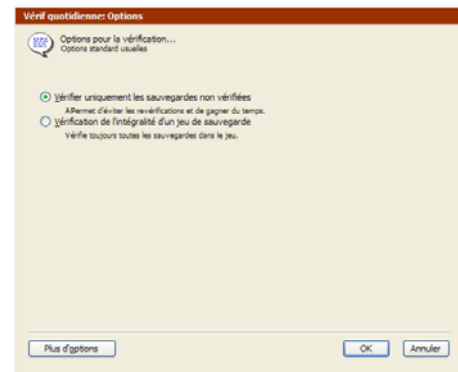 Vérif quotidienne: Options
Options pour la vérification...
Options standard usuelles
Vérifier uniquement les sauvegardes non vérifiées
APermet d'éviter les revérifications et de gagner du temps.
Vérification de l'intégralité d'un jeu de sauvegarde
Vérifie toujours toutes les sauvegardes dans le jeu.
Plus d'options
OK
Annuler